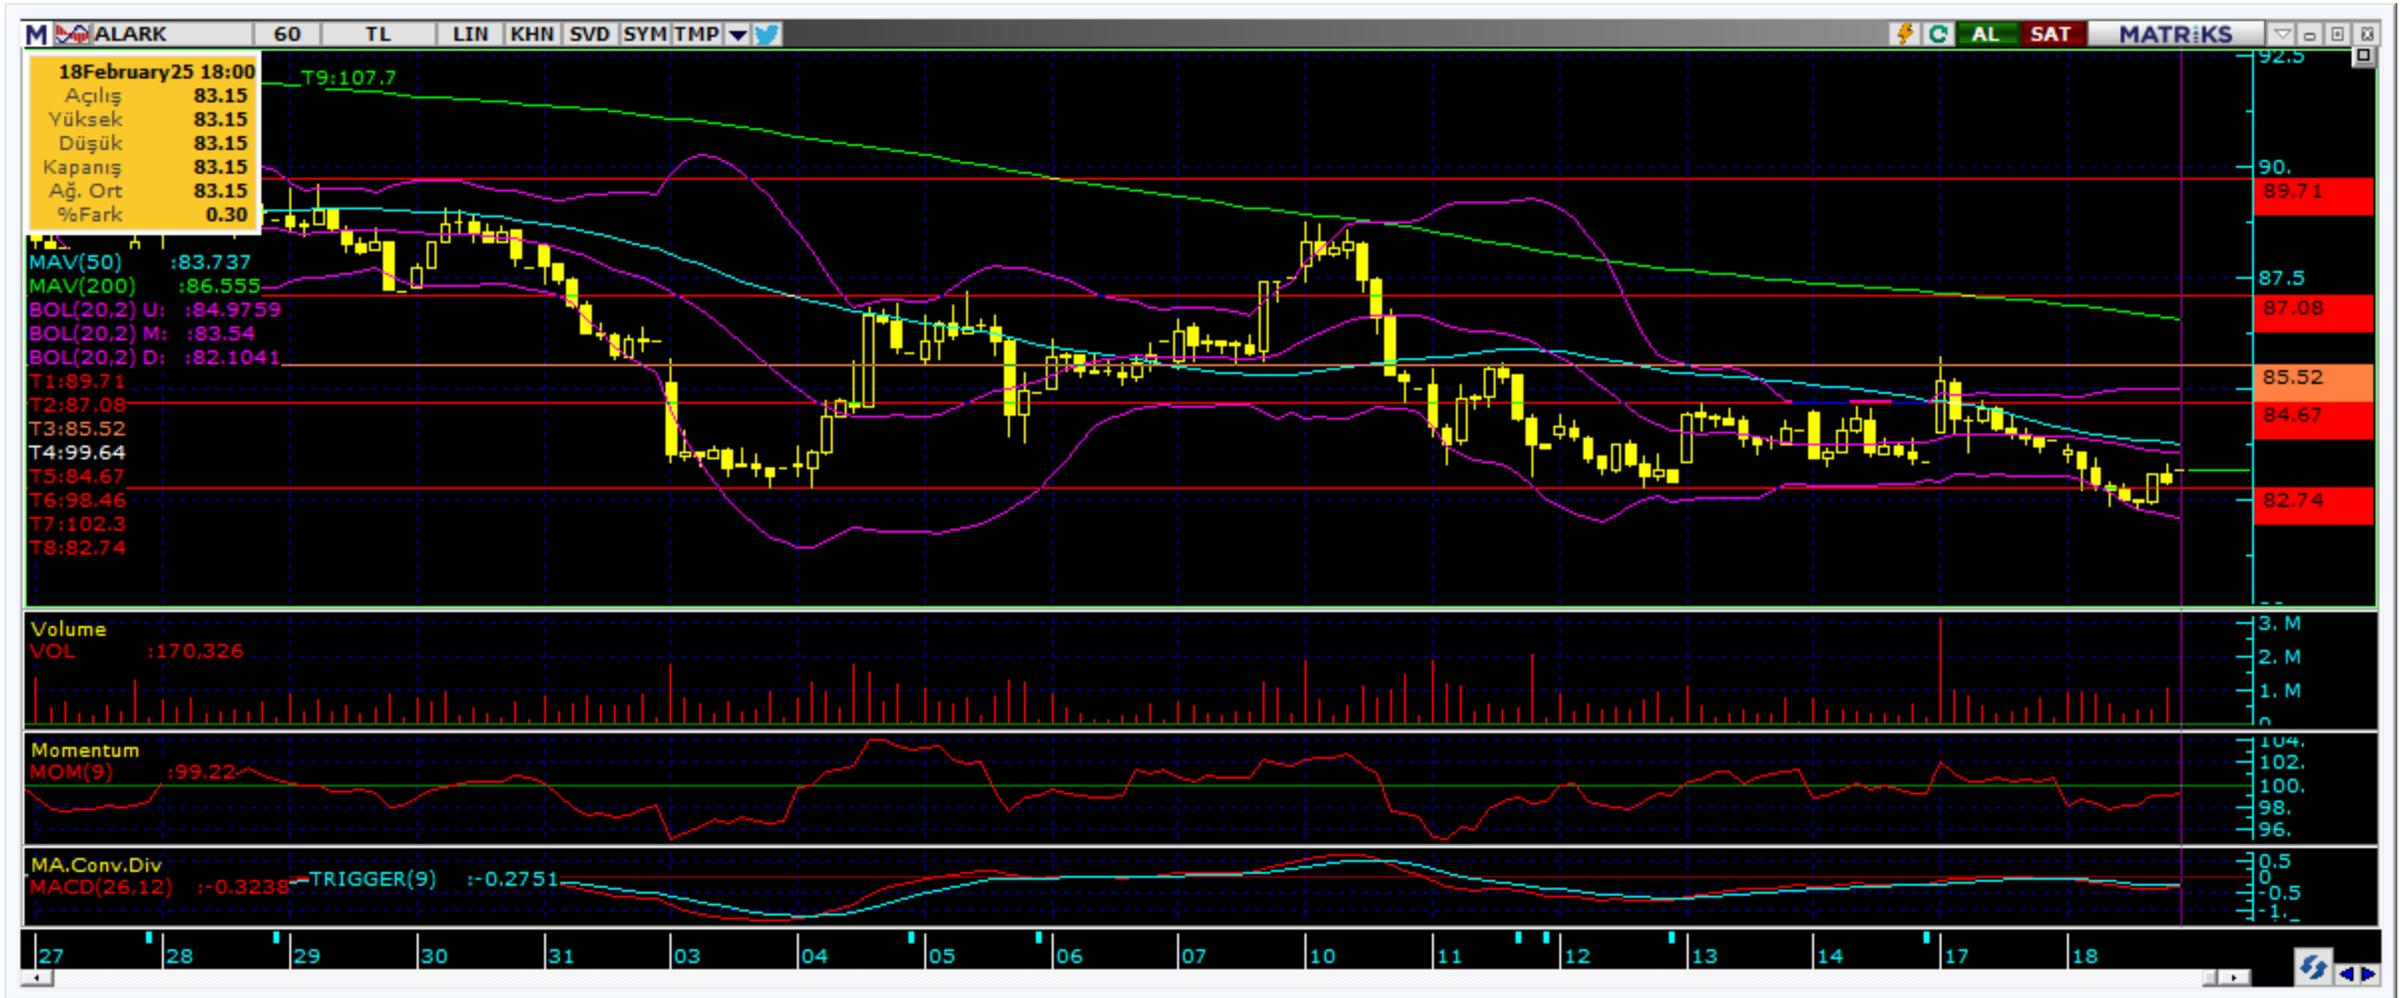 M ALARK 60 TL LIN KHN SVD SYM TMP AL SAT MATRiKS
18February25 18:00
Açılış 83.15
Yüksek 83.15
Düşük 83.15
Kapanış 83.15
Ağ. Ort 83.15
%Fark 0.30
T9:107.7
MAV(50) :83.737
MAV(200) :86.555
BOL(20,2) U: :84.9759
BOL(20,2) M: :83.54
BOL(20,2) D: :82.1041
T1:89.71
T2:87.08
T3:85.52
T4:99.64
T5:84.67
T6:98.46
T7:102.3
T8:82.74
92.5
90.
89.71
87.5
87.08
85.52
84.67
82.74
Volume
VOL :170,326
3. M
2. M
1. M
0
Momentum
MOM(9) :99.22
104.
102.
100.
98.
96.
MA.Conv.Div
MACD(26,12) :-0.3238
TRIGGER(9) :-0.2751
0.5
0
-0.5
-1.
27 28 29 30 31 03 04 05 06 07 10 11 12 13 14 17 18